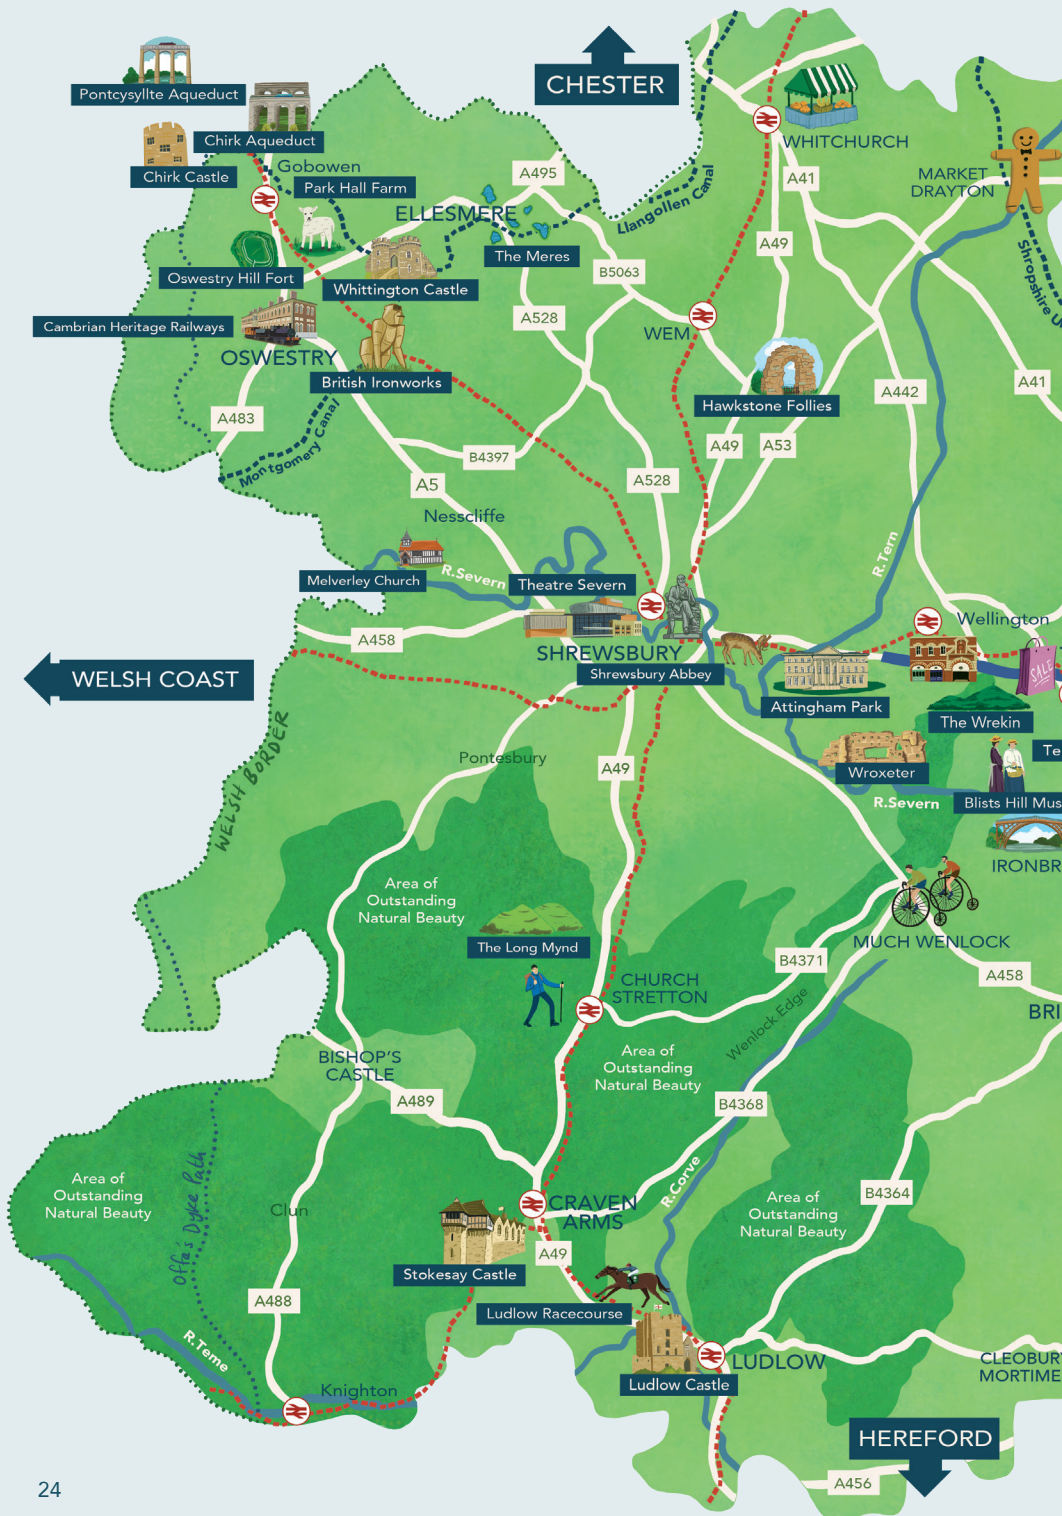 CHESTER
Pontcysyllte Aqueduct
Chirk Aqueduct
WHITCHURCH
Gobowen
Chirk Castle
Park Hall Farm
A495
A41
MARKET
DRAYTON
ELLESMERE
Llangollen Canal
A49
The Meres
Oswestry Hill Fort
Whittington Castle
B5063
Cambrian Heritage Railways
A528
WEM
OSWESTRY
British Ironworks
A41
A442
Hawkstone Follies
A483
Montgomery Canal
B4397
A49
A53
A5
A528
Nesscliffe
R.Tern
Melverley Church
R.Severn
Theatre Severn
Wellington
A458
SHREWSBURY
Shrewsbury Abbey
SALE
WELSH COAST
Attingham Park
The Wrekin
WELSH BORDER
Pontesbury
A49
Wroxeter
R.Severn
Blists Hill Mus
IRONBR
Area of
Outstanding
Natural Beauty
The Long Mynd
MUCH WENLOCK
B4371
A458
CHURCH
STRETTON
Wenlock Edge
BRI
Area of
Outstanding
Natural Beauty
BISHOP'S
CASTLE
A489
B4368
Area of
Outstanding
Natural Beauty
Offa's Dyke Path
Clun
R.Corve
CRAVEN
ARMS
B4364
Area of
Outstanding
Natural Beauty
A49
Stokesay Castle
A488
Ludlow Racecourse
R.Teme
LUDLOW
Ludlow Castle
CLEOBURY
MORTIME
Knighton
HEREFORD
A456
24